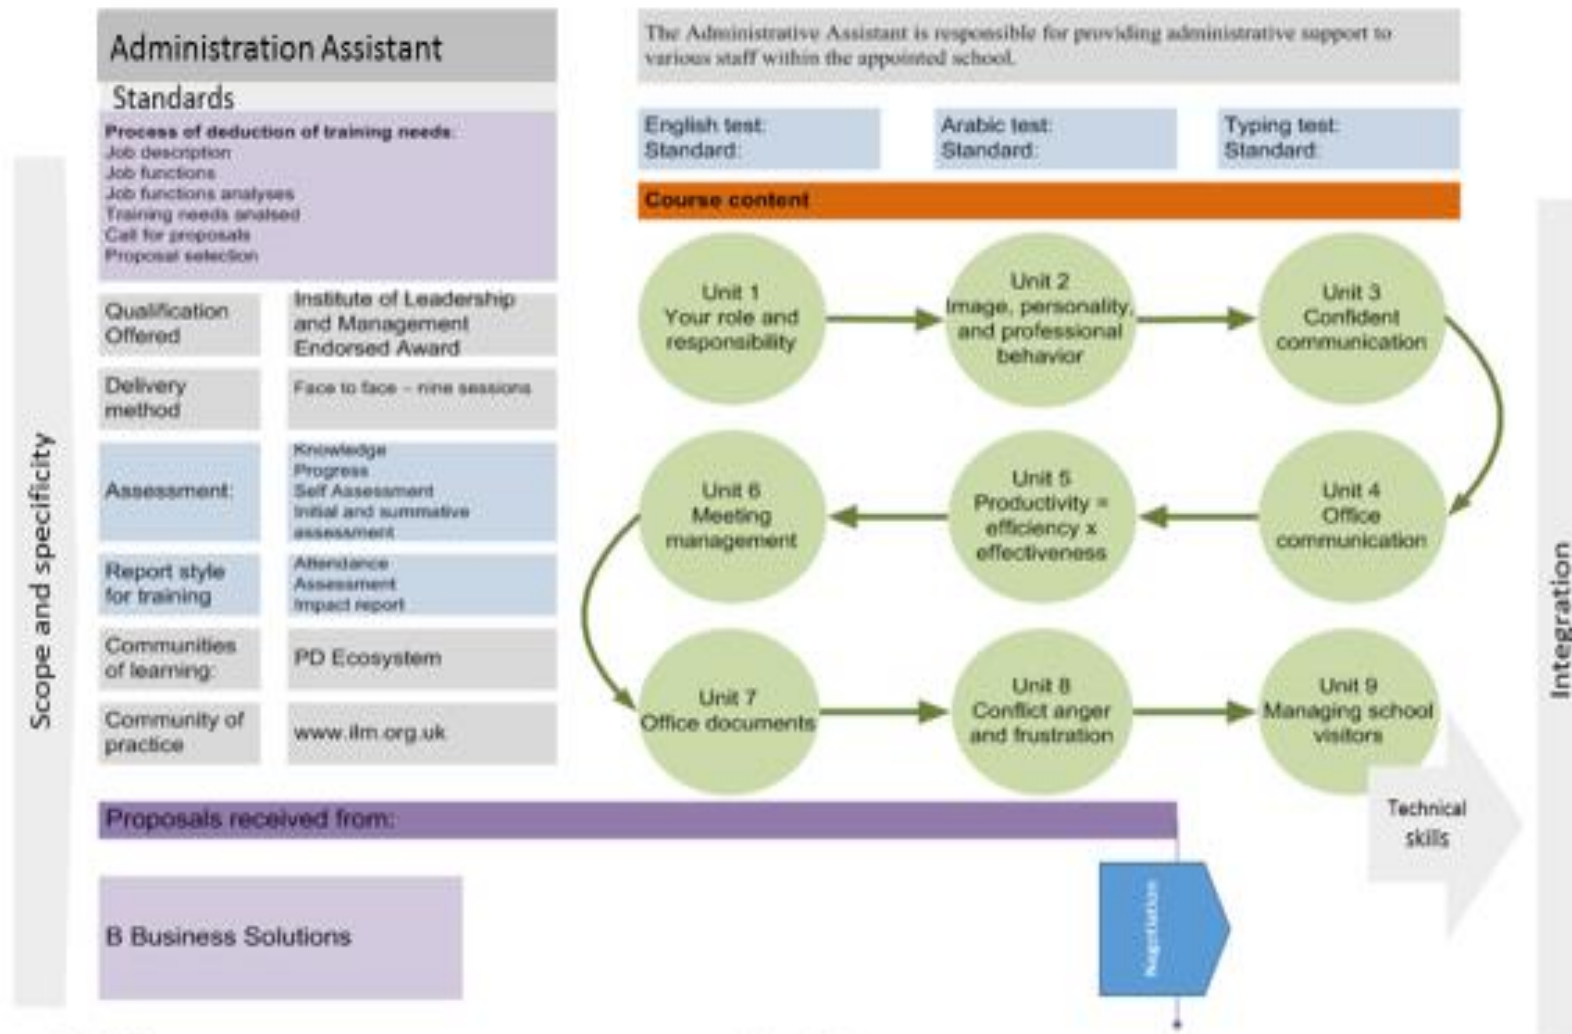 Administration Assistant
Standards
Process of deduction of training needs:
Job description
Job functions
Job functions analyses
Training needs analsed
Call for proposals
Proposal selection
Qualification
Offered
Institute of Leadership
and Management
Endorsed Award
Delivery
method
Face to face – nine sessions
Assessment:
Knowledge
Progress
Self Assessment
Initial and summative
assessment
Report style
for training
Attendance
Assessment
Impact report
Communities
of learning:
PD Ecosystem
Community of
practice
www.ilm.org.uk
Scope and specificity
The Administrative Assistant is responsible for providing administrative support to
various staff within the appointed school.
English test:
Standard:
Arabic test:
Standard:
Typing test:
Standard:
Course content
Unit 1
Your role and
responsibility
Unit 2
Image, personality,
and professional
behavior
Unit 3
Confident
communication
Unit 4
Office
communication
Unit 5
Productivity =
efficiency x
effectiveness
Unit 6
Meeting
management
Unit 7
Office documents
Unit 8
Conflict anger
and frustration
Unit 9
Managing school
visitors
Technical
skills
Integration
Proposals received from:
B Business Solutions
Negotiation